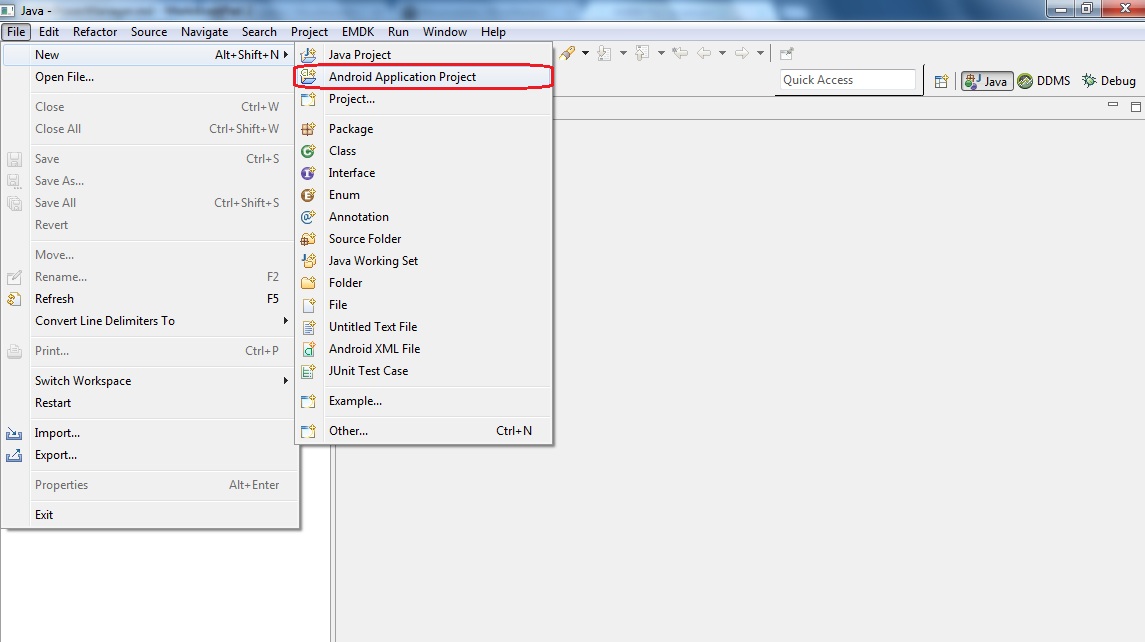 Java -
File Edit Refactor Source Navigate Search Project EMDK Run Window Help
New Alt+Shift+N
Open File...
Close Ctrl+W
Close All Ctrl+Shift+W
Save Ctrl+S
Save As...
Save All Ctrl+Shift+S
Revert
Move...
Rename... F2
Refresh F5
Convert Line Delimiters To
Print... Ctrl+P
Switch Workspace
Restart
Import...
Export...
Properties Alt+Enter
Exit
Java Project
Android Application Project
Project...
Package
Class
Interface
Enum
Annotation
Source Folder
Java Working Set
Folder
File
Untitled Text File
Android XML File
JUnit Test Case
Example...
Other... Ctrl+N
Quick Access
Java DDMS Debug